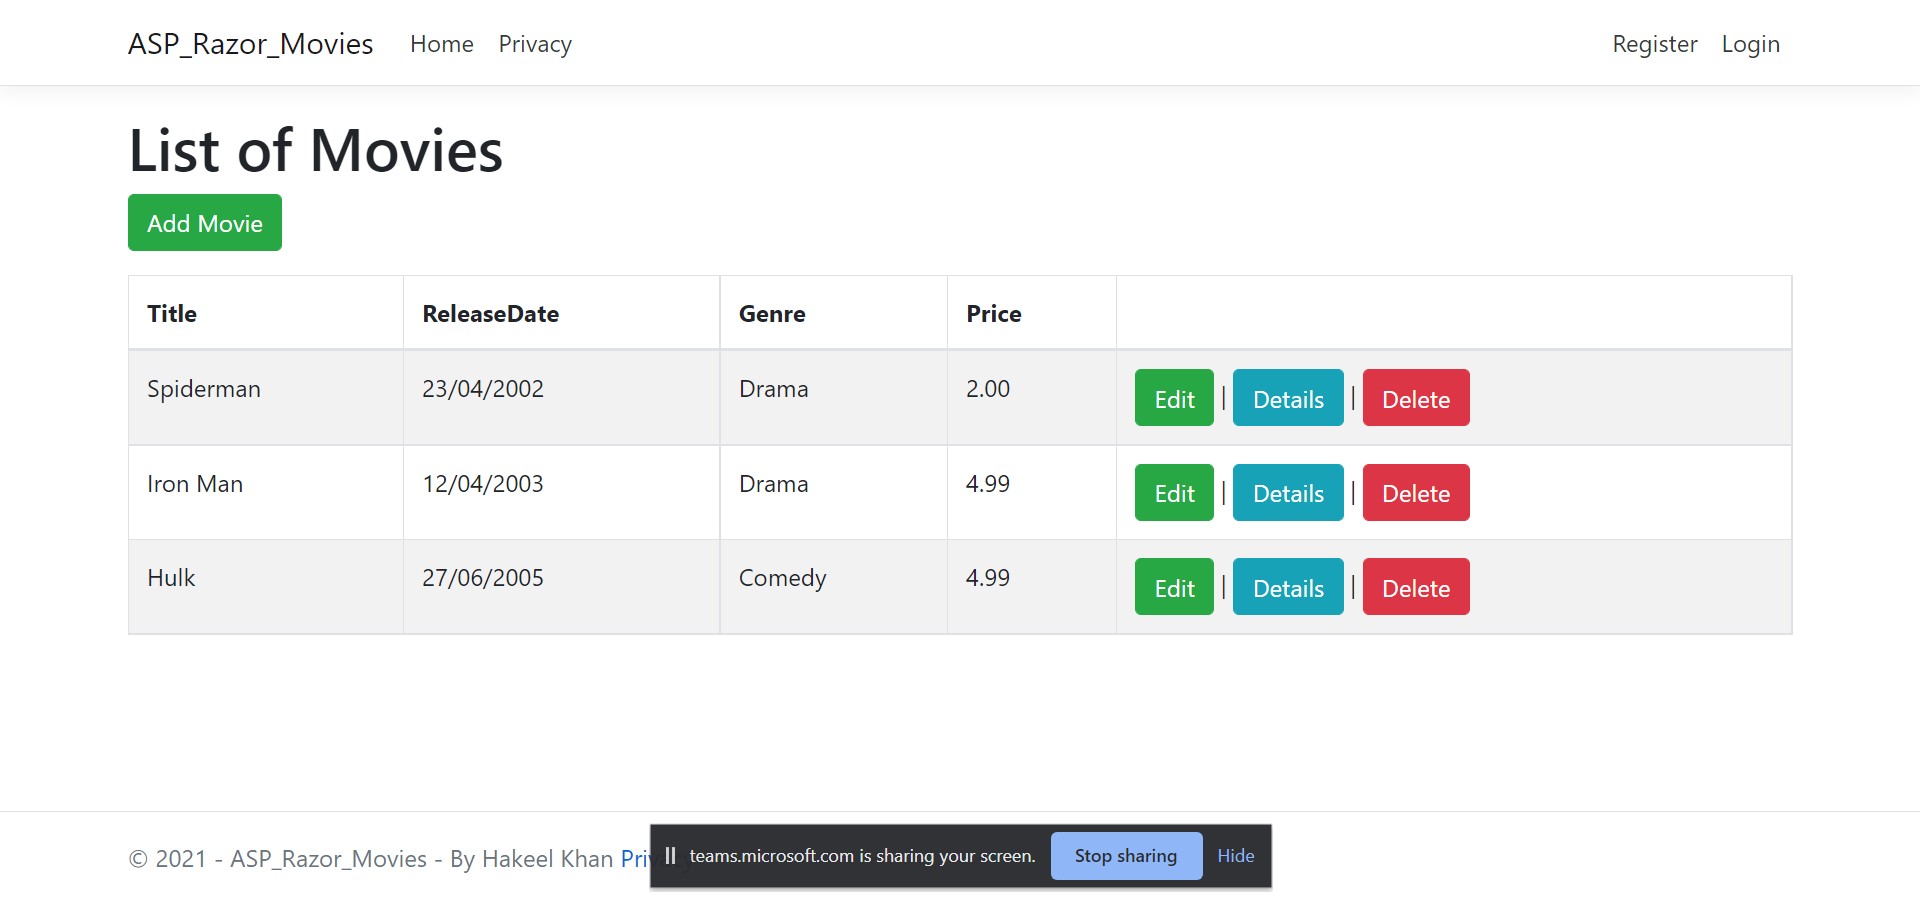 ASP_Razor_Movies Home Privacy Register Login
List of Movies
Add Movie
Title ReleaseDate Genre Price
Spiderman 23/04/2002 Drama 2.00 Edit | Details | Delete
Iron Man 12/04/2003 Drama 4.99 Edit | Details | Delete
Hulk 27/06/2005 Comedy 4.99 Edit | Details | Delete
© 2021 - ASP_Razor_Movies - By Hakeel Khan
teams.microsoft.com is sharing your screen. Stop sharing Hide